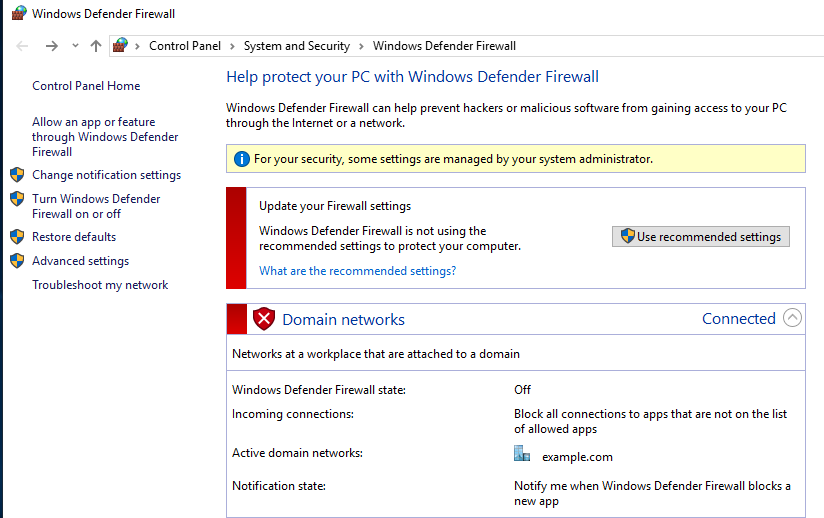 Windows Defender Firewall
Control Panel > System and Security > Windows Defender Firewall
Control Panel Home
Allow an app or feature
through Windows Defender
Firewall
Change notification settings
Turn Windows Defender
Firewall on or off
Restore defaults
Advanced settings
Troubleshoot my network
Help protect your PC with Windows Defender Firewall
Windows Defender Firewall can help prevent hackers or malicious software from gaining access to your PC
through the Internet or a network.
For your security, some settings are managed by your system administrator.
Update your Firewall settings
Windows Defender Firewall is not using the
recommended settings to protect your computer.
Use recommended settings
What are the recommended settings?
Domain networks Connected
Networks at a workplace that are attached to a domain
Windows Defender Firewall state: Off
Incoming connections: Block all connections to apps that are not on the list
of allowed apps
Active domain networks: example.com
Notification state: Notify me when Windows Defender Firewall blocks a
new app